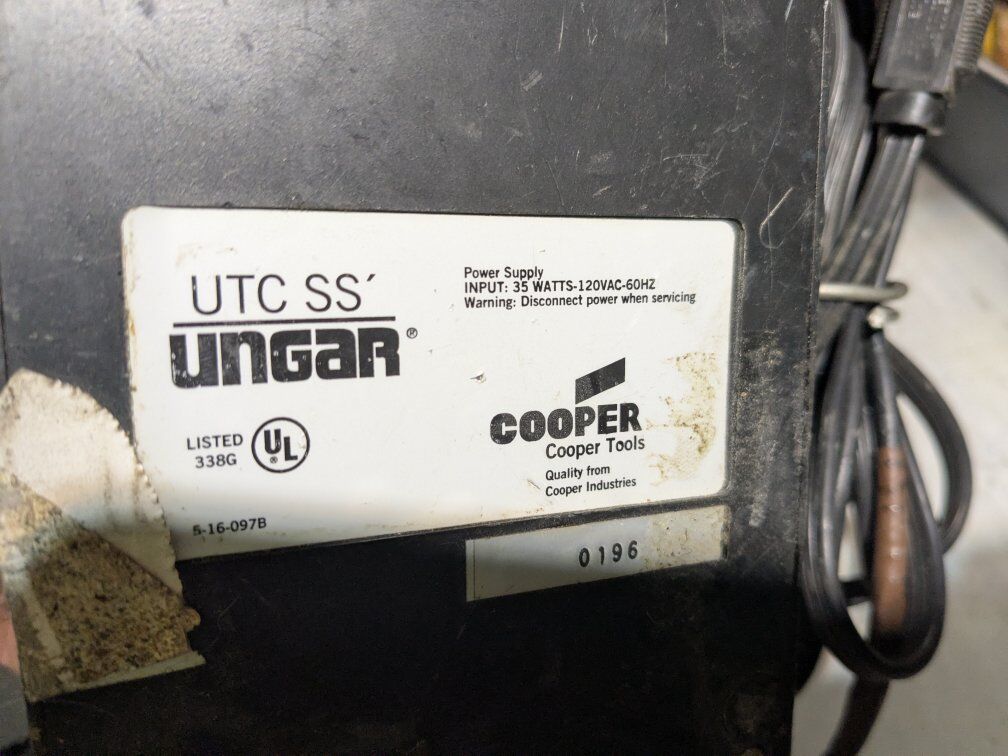 UTC SS´
UNGAR®
Power Supply
INPUT: 35 WATTS-120VAC-60HZ
Warning: Disconnect power when servicing
LISTED
338G
UL®
COOPER
Cooper Tools
Quality from
Cooper Industries
5-16-097B
0196